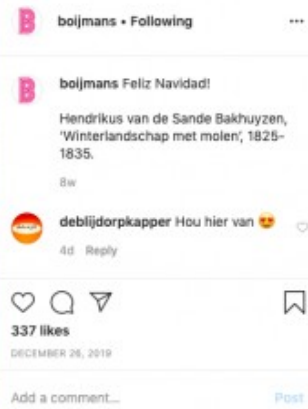 boijmans • Following
boijmans Feliz Navidad!
Hendrikus van de Sande Bakhuyzen,
'Winterlandschap met molen', 1825-
1835.
8w
deblijdorpkapper Hou hier van 😍
4d Reply
337 likes
DECEMBER 26, 2019
Add a comment...
Post